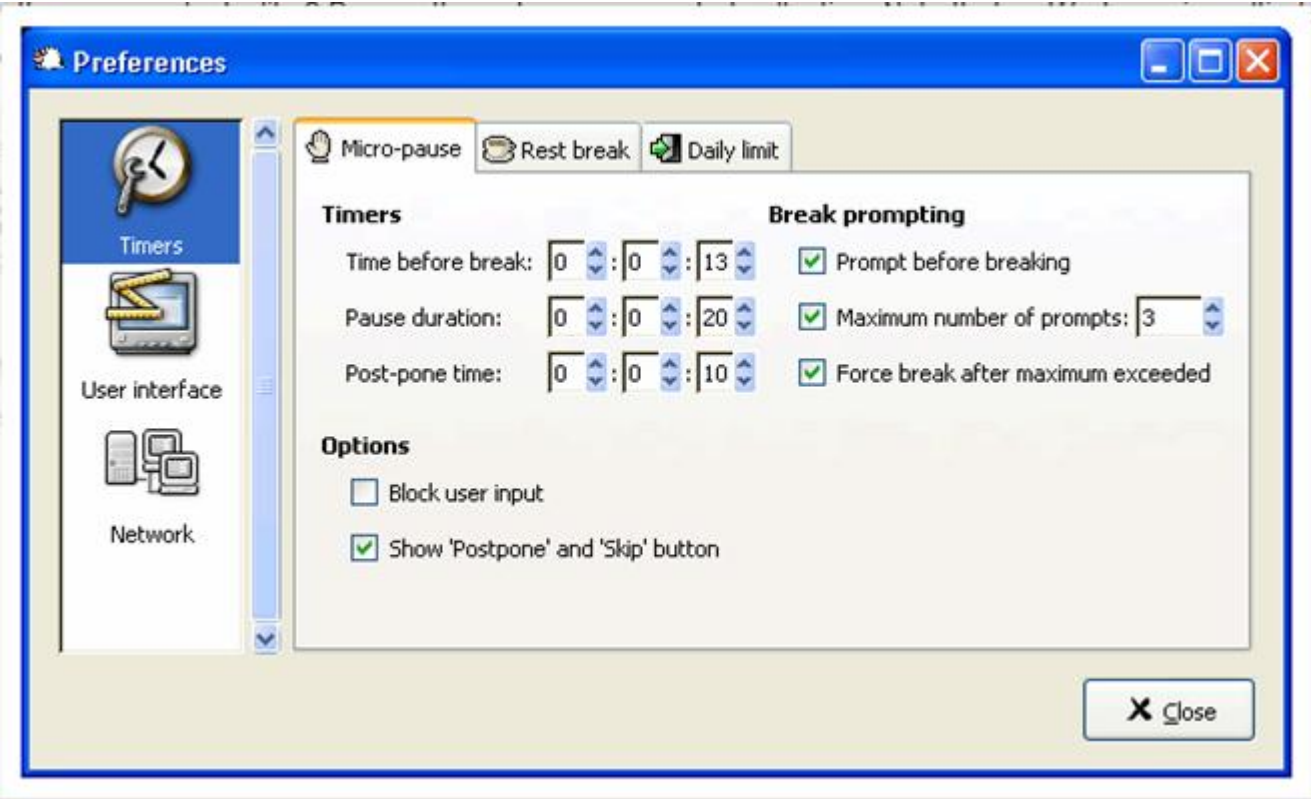 Preferences
Timers
User interface
Network
Micro-pause Rest break Daily limit
Timers
Time before break: 0 : 0 : 13
Pause duration: 0 : 0 : 20
Post-pone time: 0 : 0 : 10
Break prompting
Prompt before breaking
Maximum number of prompts: 3
Force break after maximum exceeded
Options
Block user input
Show 'Postpone' and 'Skip' button
Close